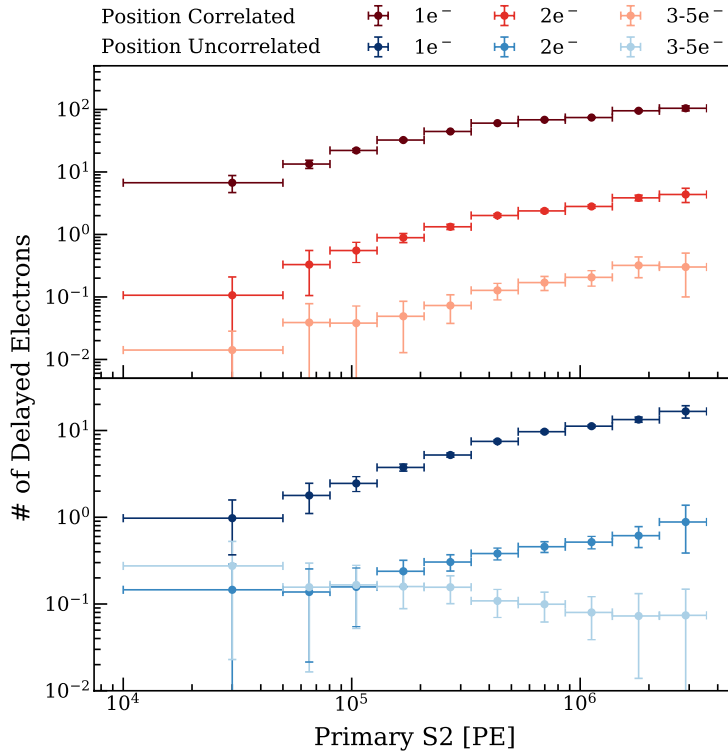 Position Correlated 1e⁻ 2e⁻ 3-5e⁻
Position Uncorrelated 1e⁻ 2e⁻ 3-5e⁻
10²
10¹
10⁰
10⁻¹
10⁻²
# of Delayed Electrons
10¹
10⁰
10⁻¹
10⁻²
10⁴ 10⁵ 10⁶
Primary S2 [PE]